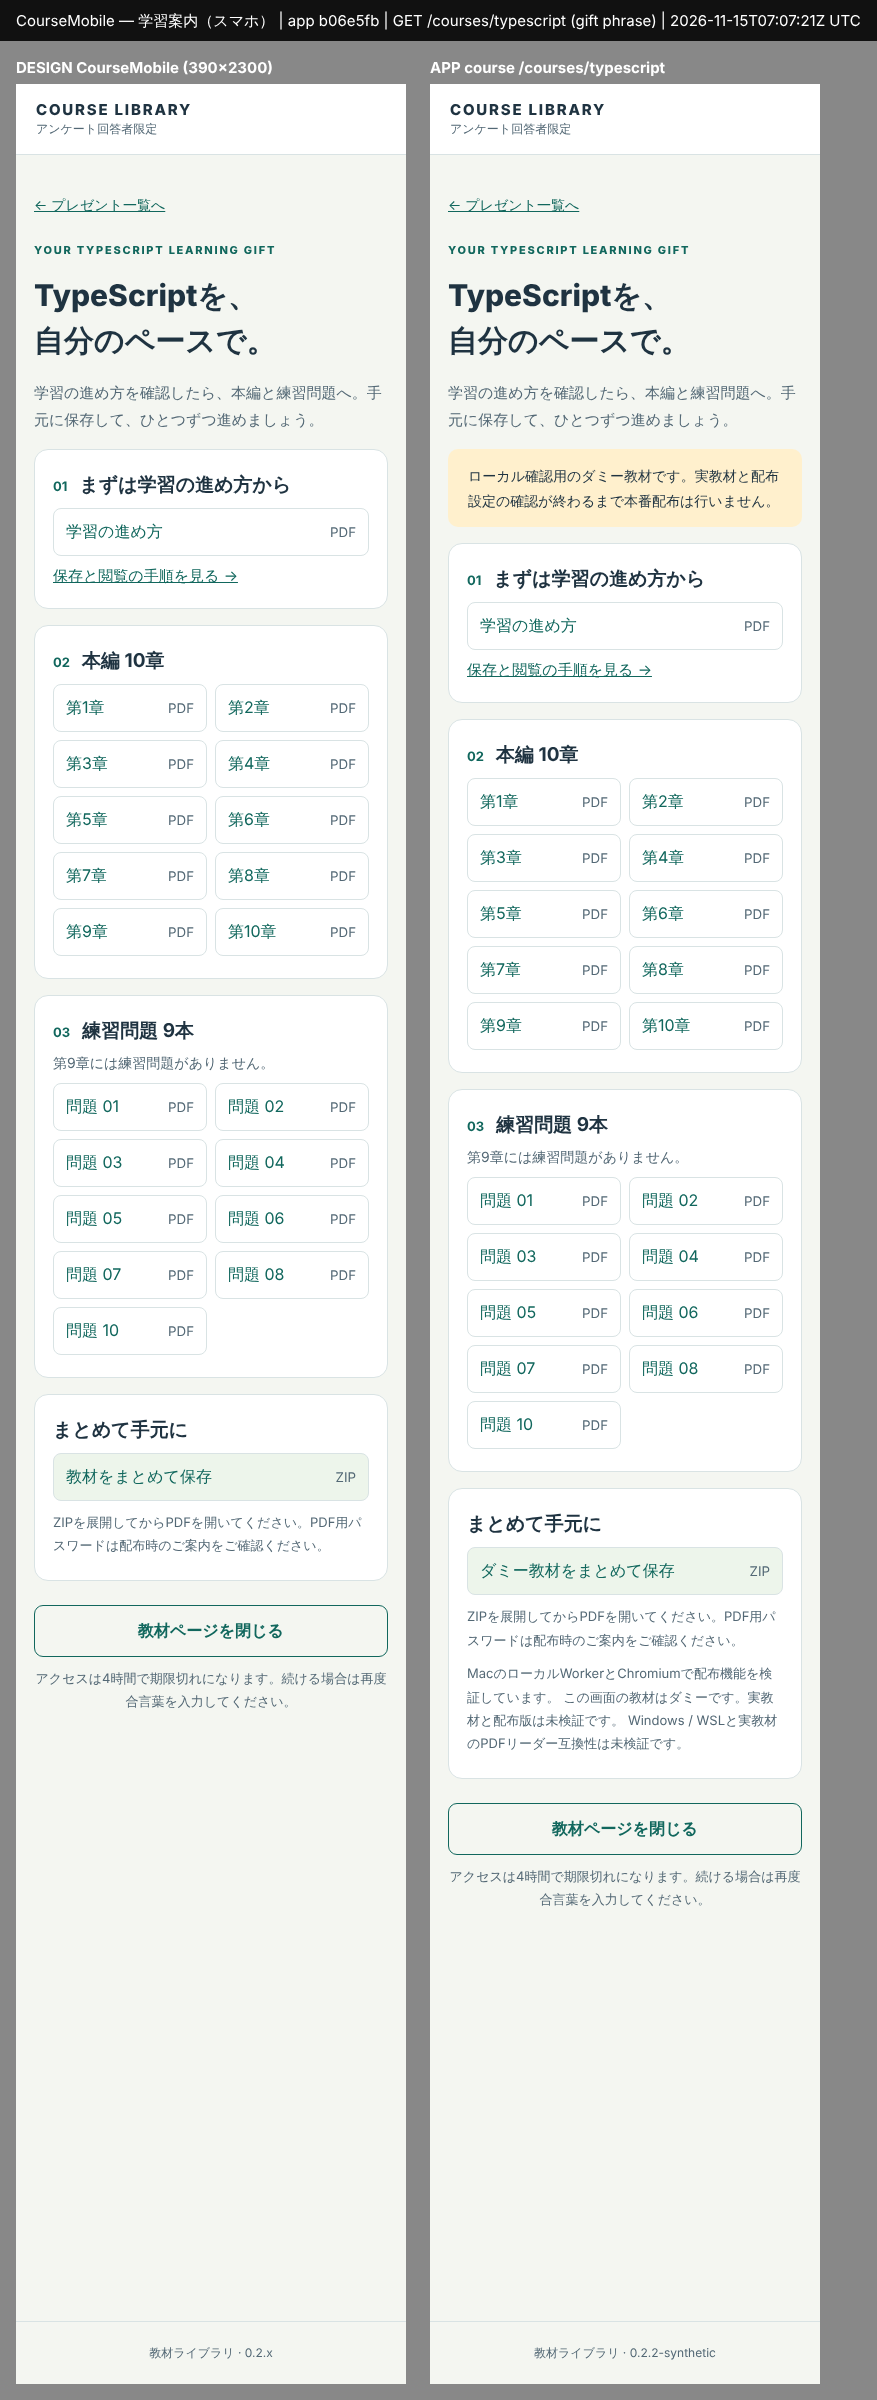 CourseMobile — 学習案内（スマホ） | app b06e5fb | GET /courses/typescript (gift phrase) | 2026-11-15T07:07:21Z UTC
DESIGN CourseMobile (390×2300)
COURSE LIBRARY
アンケート回答者限定
← プレゼント一覧へ
YOUR TYPESCRIPT LEARNING GIFT
TypeScriptを、
自分のペースで。
学習の進め方を確認したら、本編と練習問題へ。手
元に保存して、ひとつずつ進めましょう。
01 まずは学習の進め方から
学習の進め方 PDF
保存と閲覧の手順を見る →
02 本編 10章
第1章 PDF 第2章 PDF
第3章 PDF 第4章 PDF
第5章 PDF 第6章 PDF
第7章 PDF 第8章 PDF
第9章 PDF 第10章 PDF
03 練習問題 9本
第9章には練習問題がありません。
問題 01 PDF 問題 02 PDF
問題 03 PDF 問題 04 PDF
問題 05 PDF 問題 06 PDF
問題 07 PDF 問題 08 PDF
問題 10 PDF
まとめて手元に
教材をまとめて保存 ZIP
ZIPを展開してからPDFを開いてください。PDF用パ
スワードは配布時のご案内をご確認ください。
教材ページを閉じる
アクセスは4時間で期限切れになります。続ける場合は再度
合言葉を入力してください。
教材ライブラリ · 0.2.x
APP course /courses/typescript
COURSE LIBRARY
アンケート回答者限定
← プレゼント一覧へ
YOUR TYPESCRIPT LEARNING GIFT
TypeScriptを、
自分のペースで。
学習の進め方を確認したら、本編と練習問題へ。手
元に保存して、ひとつずつ進めましょう。
ローカル確認用のダミー教材です。実教材と配布
設定の確認が終わるまで本番配布は行いません。
01 まずは学習の進め方から
学習の進め方 PDF
保存と閲覧の手順を見る →
02 本編 10章
第1章 PDF 第2章 PDF
第3章 PDF 第4章 PDF
第5章 PDF 第6章 PDF
第7章 PDF 第8章 PDF
第9章 PDF 第10章 PDF
03 練習問題 9本
第9章には練習問題がありません。
問題 01 PDF 問題 02 PDF
問題 03 PDF 問題 04 PDF
問題 05 PDF 問題 06 PDF
問題 07 PDF 問題 08 PDF
問題 10 PDF
まとめて手元に
ダミー教材をまとめて保存 ZIP
ZIPを展開してからPDFを開いてください。PDF用パ
スワードは配布時のご案内をご確認ください。
MacのローカルWorkerとChromiumで配布機能を検
証しています。 この画面の教材はダミーです。実教
材と配布版は未検証です。 Windows / WSLと実教材
のPDFリーダー互換性は未検証です。
教材ページを閉じる
アクセスは4時間で期限切れになります。続ける場合は再度
合言葉を入力してください。
教材ライブラリ · 0.2.2-synthetic